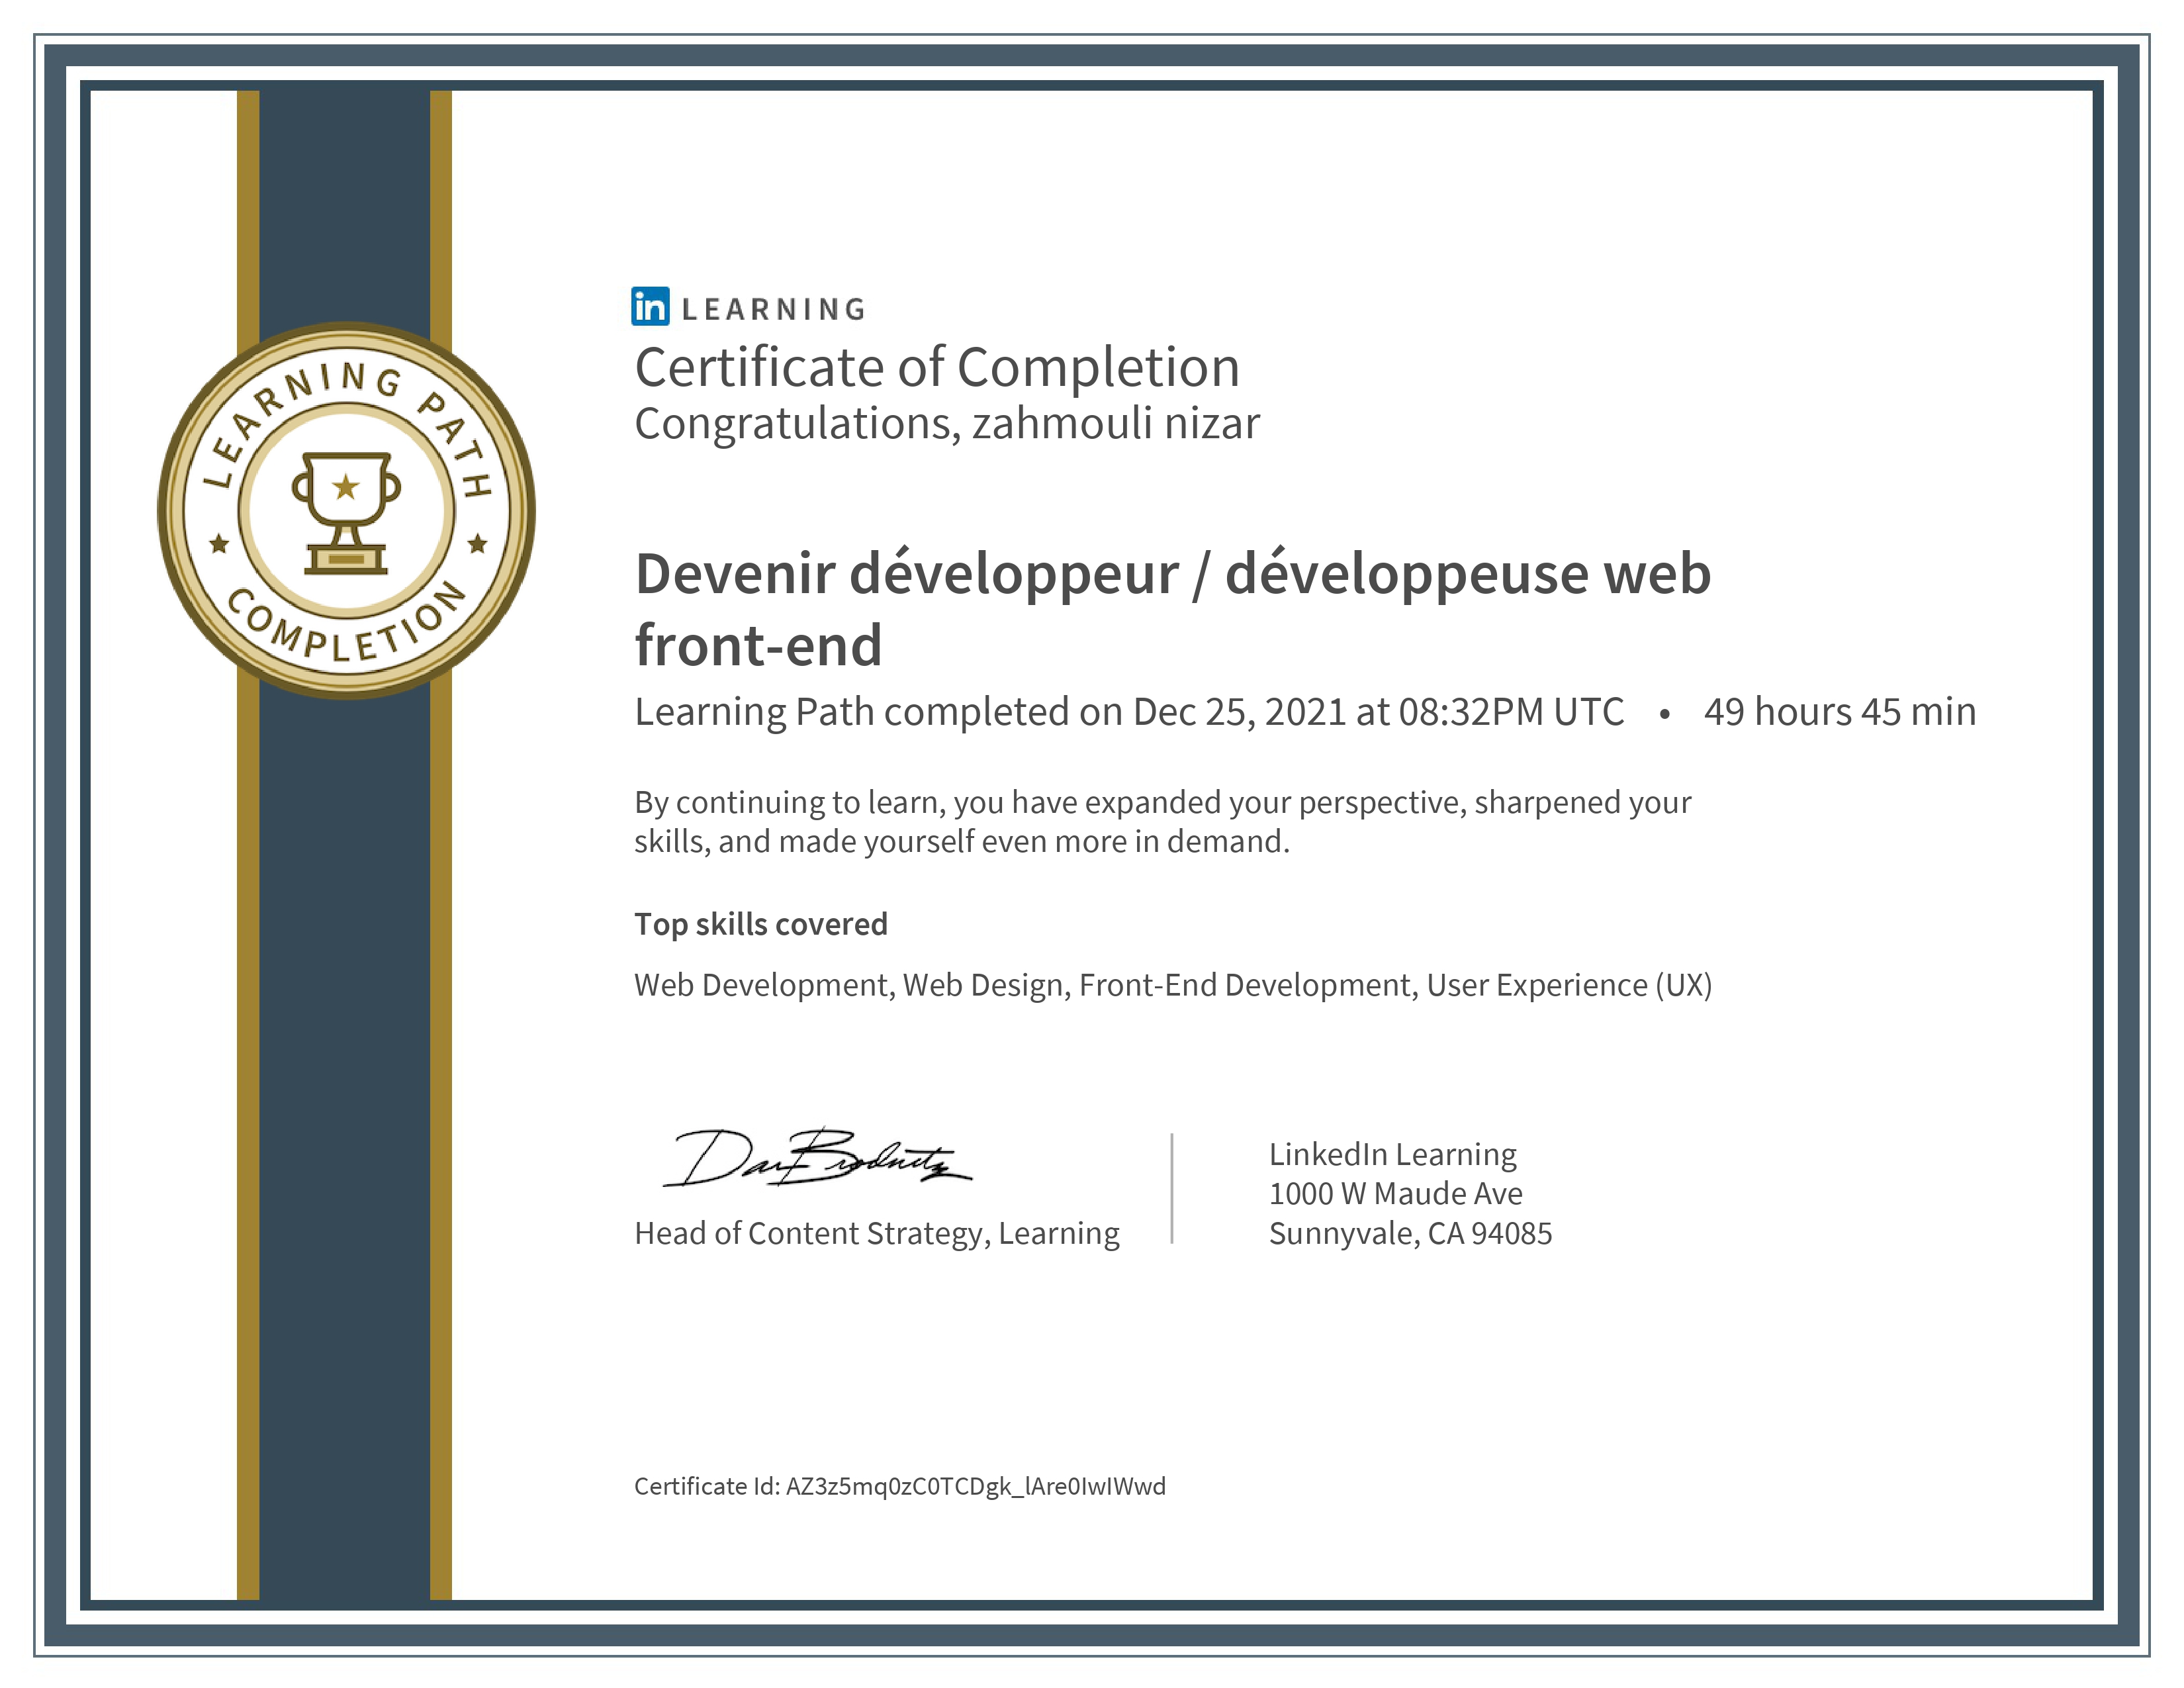 LEARNING PATH
COMPLETION
in LEARNING
Certificate of Completion
Congratulations, zahmouli nizar
Devenir développeur / développeuse web
front-end
Learning Path completed on Dec 25, 2021 at 08:32PM UTC • 49 hours 45 min
By continuing to learn, you have expanded your perspective, sharpened your
skills, and made yourself even more in demand.
Top skills covered
Web Development, Web Design, Front-End Development, User Experience (UX)
Head of Content Strategy, Learning
LinkedIn Learning
1000 W Maude Ave
Sunnyvale, CA 94085
Certificate Id: AZ3z5mq0zC0TCDgk_lAre0IwIWwd